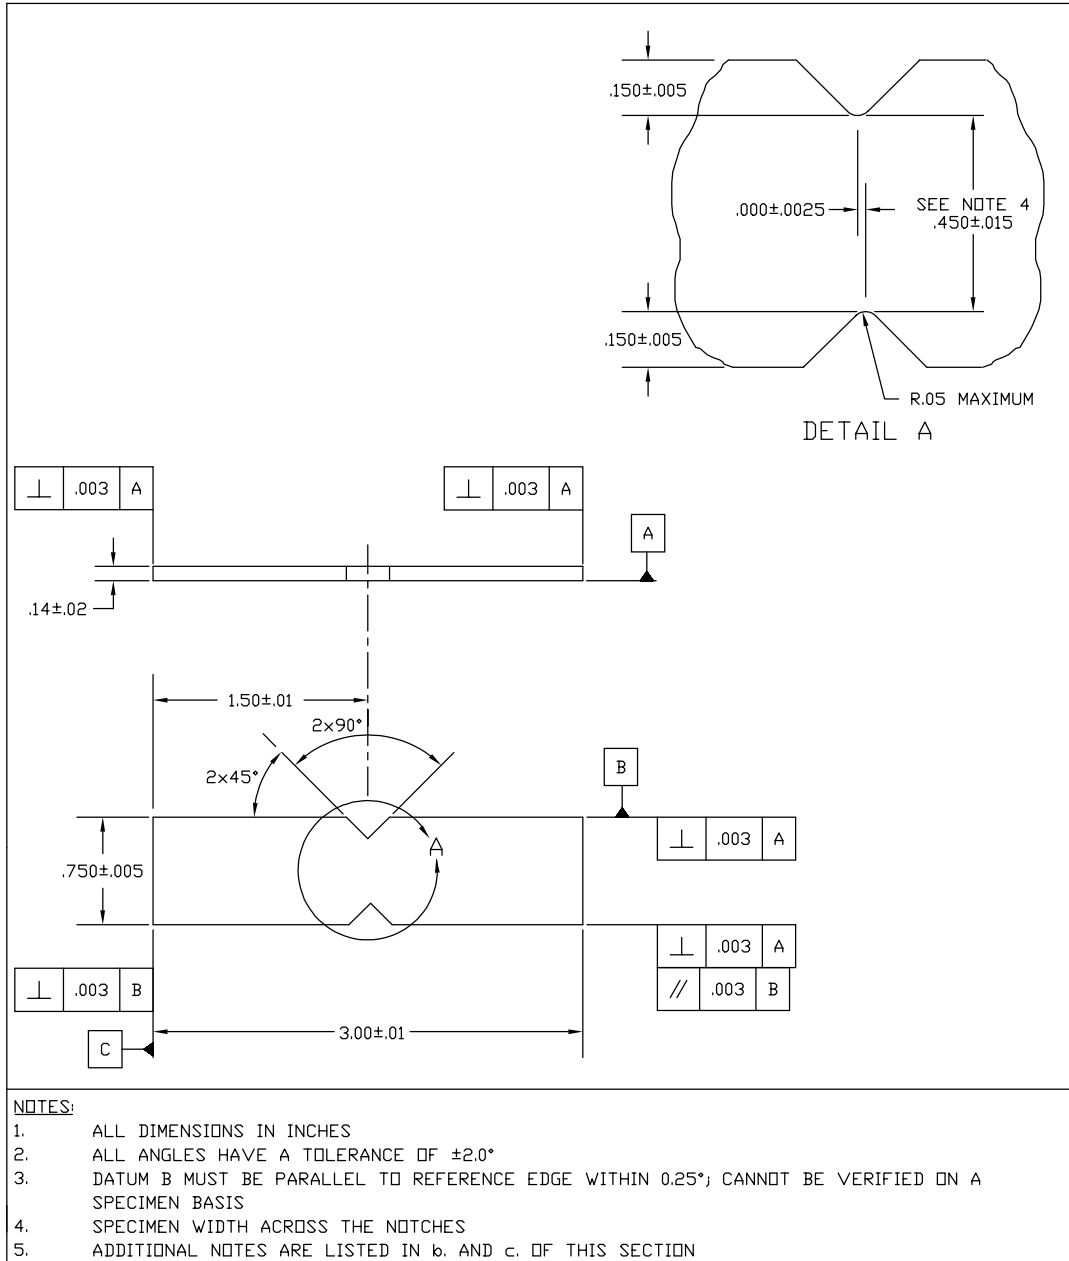 .150±.005
.000±.0025
SEE NOTE 4
.450±.015
.150±.005
R.05 MAXIMUM
DETAIL A
⊥ .003 A
⊥ .003 A
A
.14±.02
1.50±.01
2x90°
2x45°
B
A
⊥ .003 A
.750±.005
⊥ .003 A
// .003 B
⊥ .003 B
3.00±.01
C
NOTES:
1. ALL DIMENSIONS IN INCHES
2. ALL ANGLES HAVE A TOLERANCE OF ±2.0°
3. DATUM B MUST BE PARALLEL TO REFERENCE EDGE WITHIN 0.25°; CANNOT BE VERIFIED ON A
SPECIMEN BASIS
4. SPECIMEN WIDTH ACROSS THE NOTCHES
5. ADDITIONAL NOTES ARE LISTED IN b. AND c. OF THIS SECTION